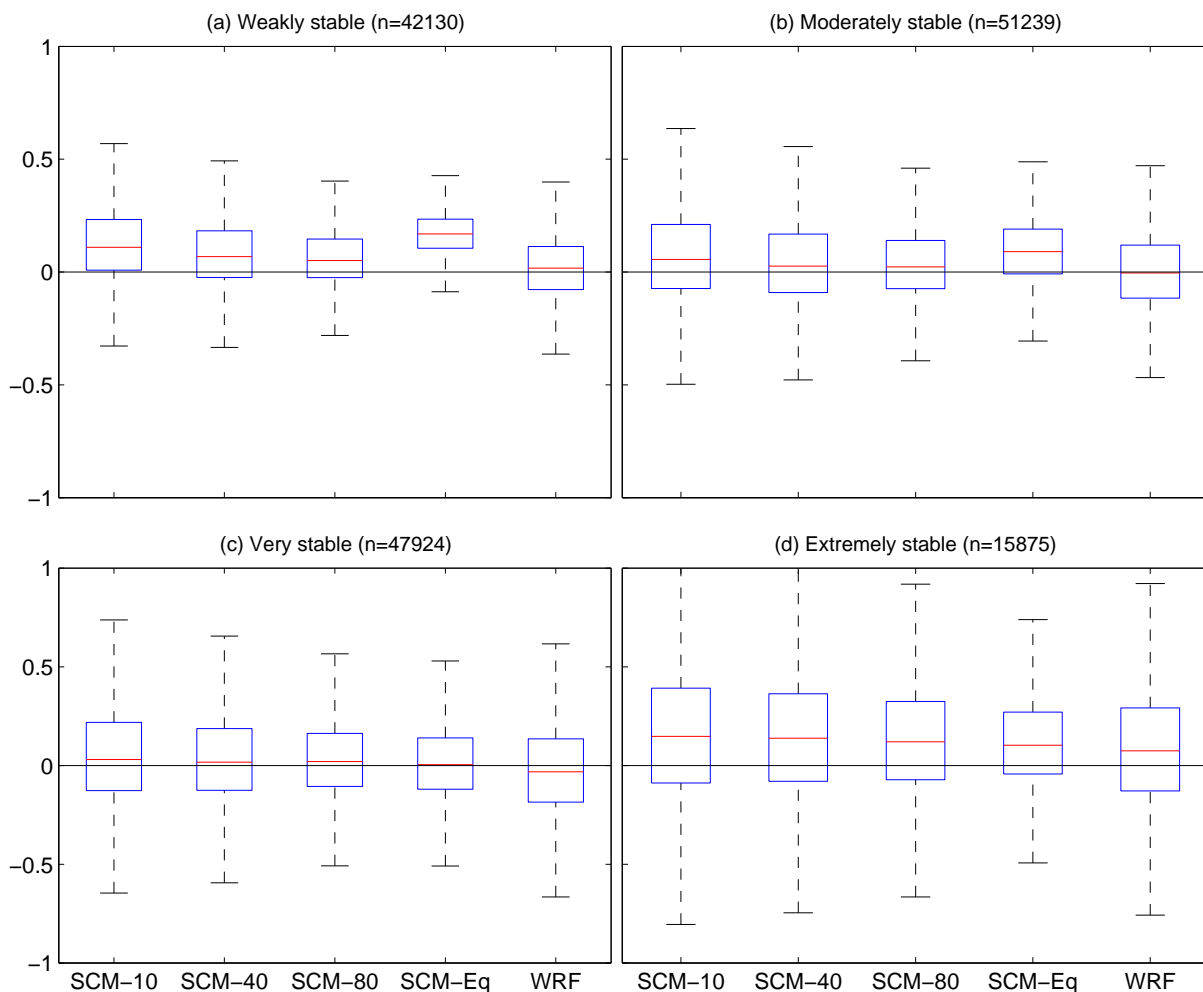 (a) Weakly stable (n=42130)
(b) Moderately stable (n=51239)
1
0.5
0
−0.5
−1
(c) Very stable (n=47924)
(d) Extremely stable (n=15875)
1
0.5
0
−0.5
−1
SCM−10 SCM−40 SCM−80 SCM−Eq WRF
SCM−10 SCM−40 SCM−80 SCM−Eq WRF